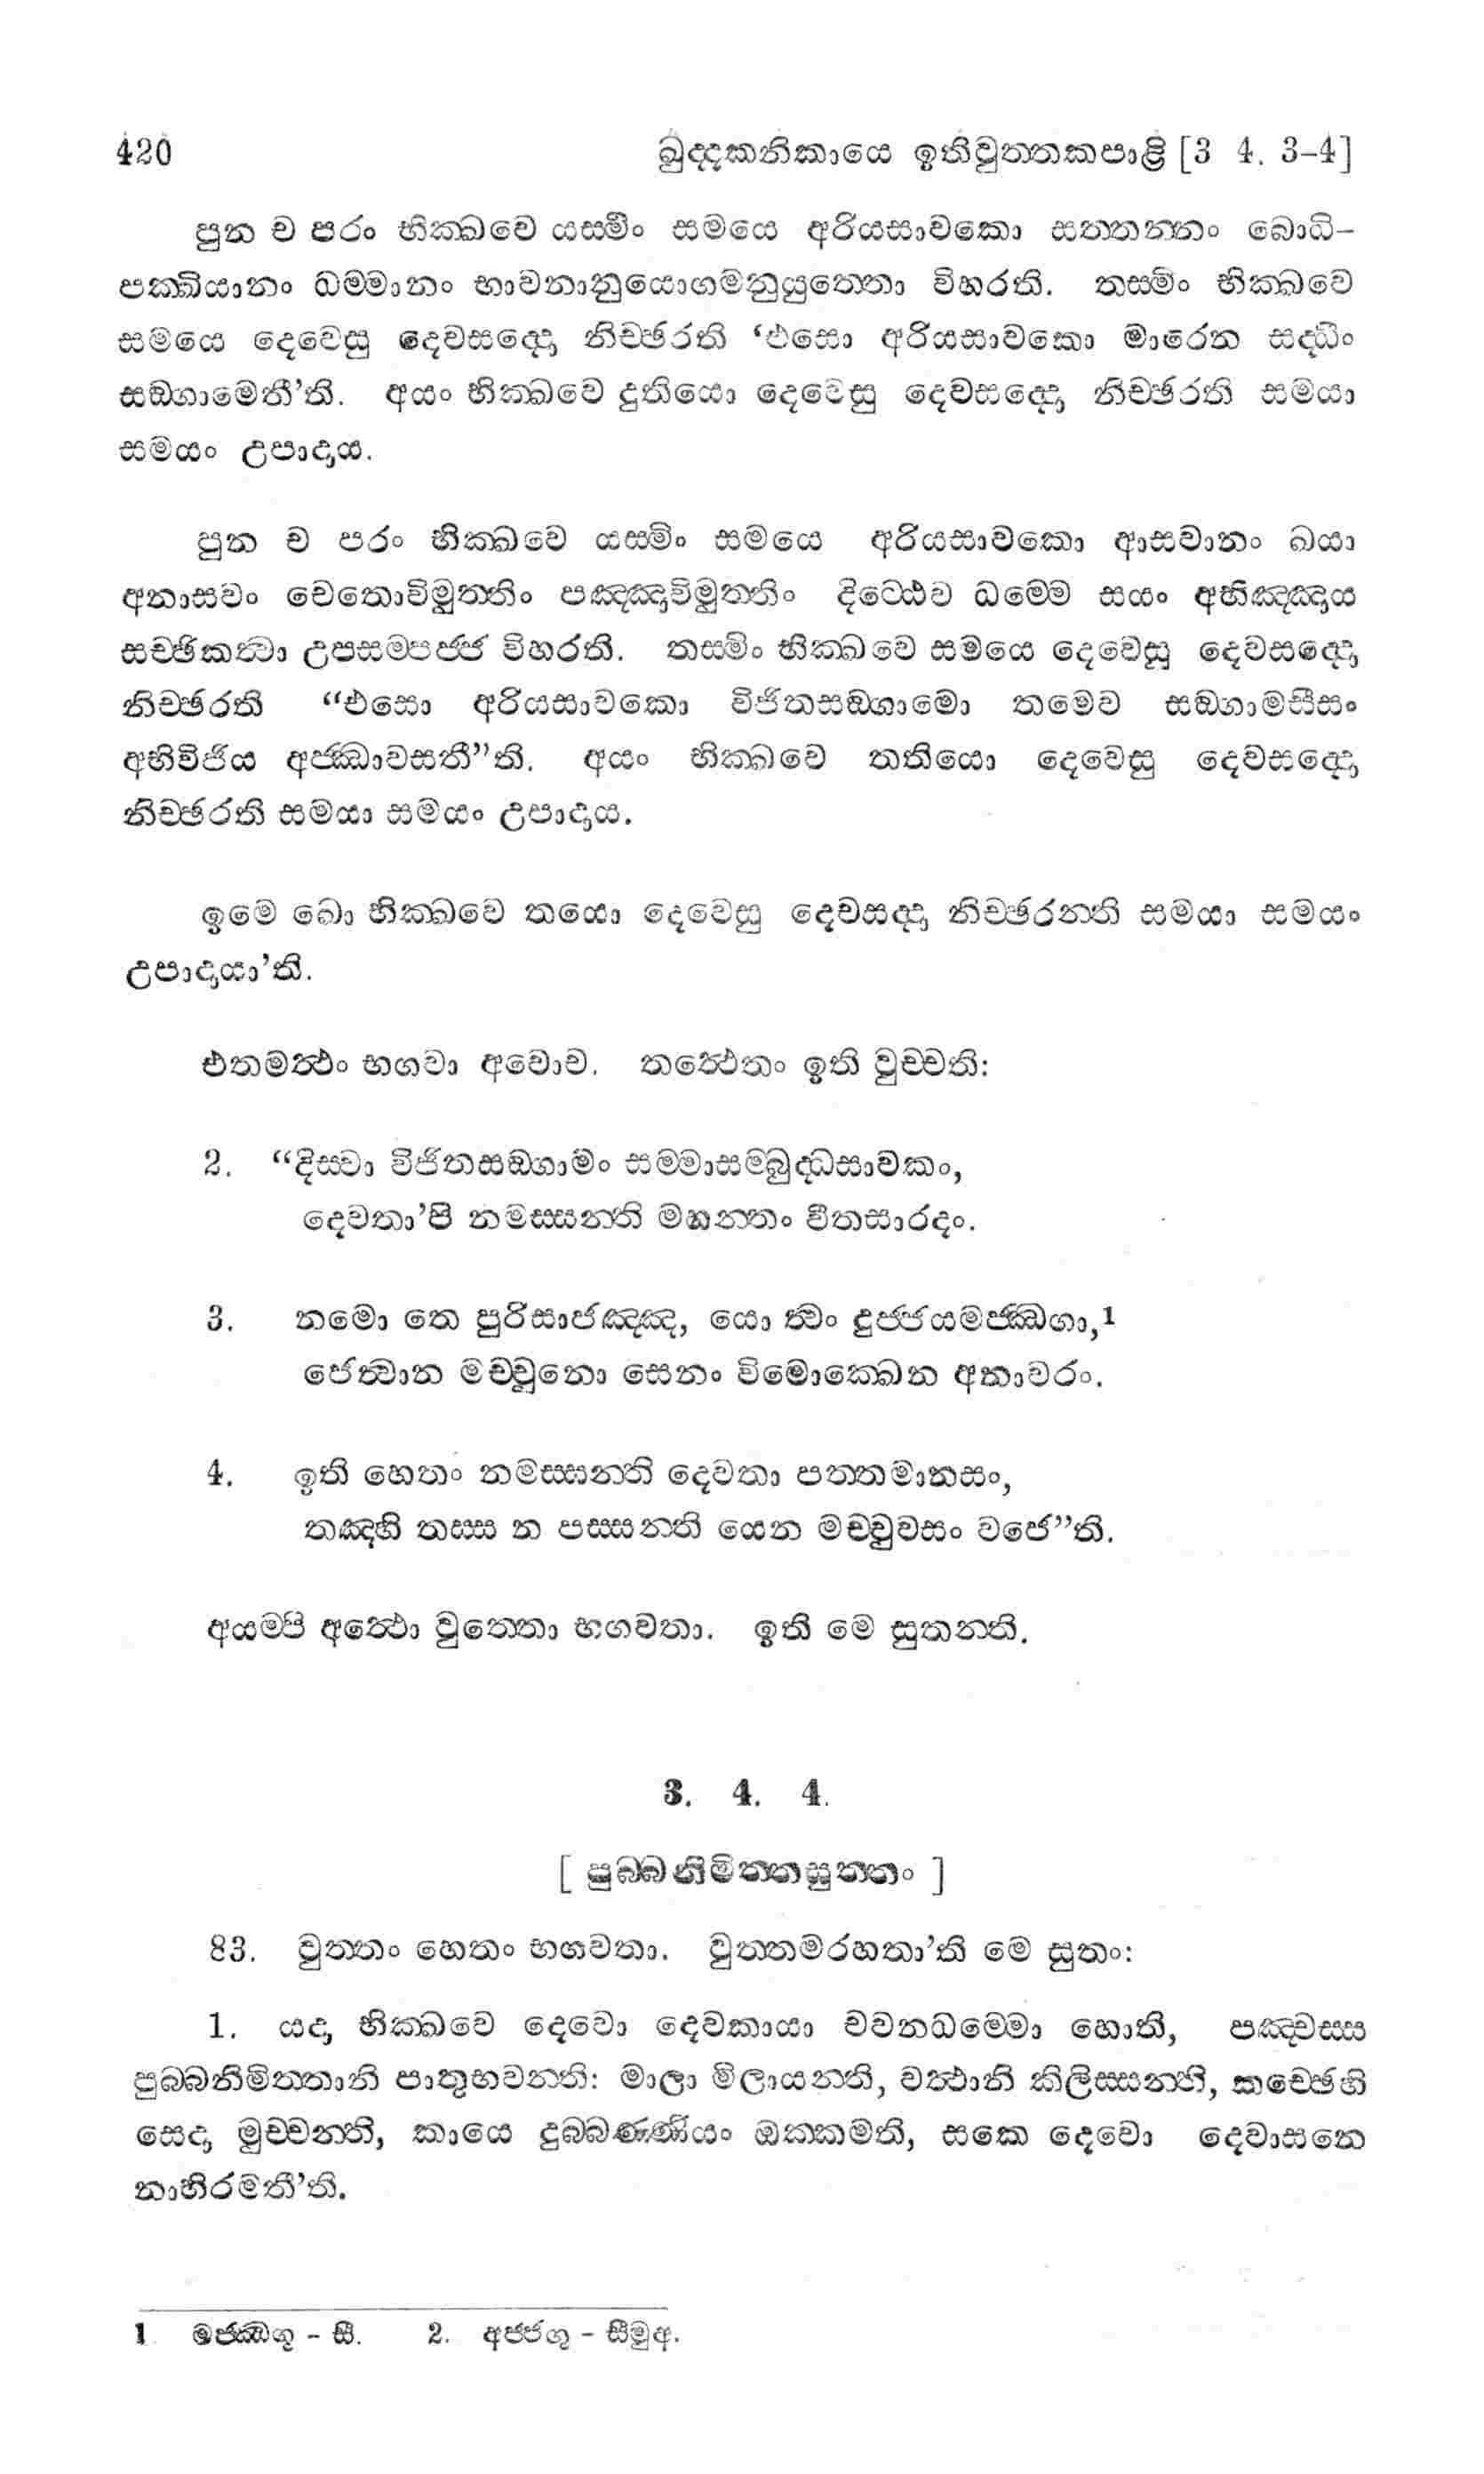 420 ඛුද්දකනිකායෙ ඉතිවුත්තකපාළි [3 4. 3-4]
පුන ච පරං භික්ඛවෙ යස්මිං සමයෙ අරියසාවකො සත්තන්නං බොධි-
පක්ඛියානං ධම්මානං භාවනානුයොගමනුයුත්තො විහරති. තස්මිං භික්ඛවෙ
සමයෙ දෙවෙසු දෙවසද්දො නිච්ඡරති ‘එසො අරියසාවකො මාරෙන සද්ධිං
සඞ්ගාමෙතී’ති. අයං භික්ඛවෙ දුතියො දෙවෙසු දෙවසද්දො නිච්ඡරති සමයා
සමයං උපාදාය.
පුන ච පරං භික්ඛවෙ යස්මිං සමයෙ අරියසාවකො ආසවානං ඛයා
අනාසවං චෙතොවිමුත්තිං පඤ්ඤාවිමුත්තිං දිට්ඨෙව ධම්මෙ සයං අභිඤ්ඤාය
සච්ඡිකත්වා උපසම්පජ්ජ විහරති. තස්මිං භික්ඛවෙ සමයෙ දෙවෙසු දෙවසද්දො
නිච්ඡරති “එසො අරියසාවකො විජිතසඞ්ගාමො තමෙව සඞ්ගාමසීසං
අභිවිජිය අජ්ඣාවසතී”ති. අයං භික්ඛවෙ තතියො දෙවෙසු දෙවසද්දො
නිච්ඡරති සමයා සමයං උපාදාය.
ඉමෙ ඛො භික්ඛවෙ තයො දෙවෙසු දෙවසද්දා නිච්ඡරන්ති සමයා සමයං
උපාදායා’ති.
එතමත්ථං භගවා අවොච. තත්ථෙතං ඉති වුච්චති:
2. “දිස්වා විජිතසඞ්ගාමං සම්මාසම්බුද්ධසාවකං,
දෙවතා’පි නමස්සන්ති මහන්තං වීතසාරදං.
3. නමො තෙ පුරිසාජඤ්ඤ, යො ත්වං දුජ්ජයමජ්ඣගා,1
ජෙත්වාන මච්චුනො සෙනං විමොක්ඛෙන අනාවරං.
4. ඉති හෙතං නමස්සන්ති දෙවතා පත්තමානසං,
තඤ්හි තස්ස න පස්සන්ති යෙන මච්චුවසං වජෙ”ති.
අයම්පි අත්ථො වුත්තො භගවතා. ඉති මෙ සුතන්ති.
3. 4. 4.
[ පුබ්බනිමිත්තසුත්තං ]
83. වුත්තං හෙතං භගවතා. වුත්තමරහතා’ති මෙ සුතං:
1. යදා භික්ඛවෙ දෙවො දෙවකායා චවනධම්මො හොති, පඤ්චස්ස
පුබ්බනිමිත්තානි පාතුභවන්ති: මාලා මිලායන්ති, වත්ථානි කිලිස්සන්ති, කච්ඡෙහි
සෙදා මුච්චන්ති, කායෙ දුබ්බණ්ණියං ඔක්කමති, සකෙ දෙවො දෙවාසනෙ
නාභිරමතී’ති.
1. මජ්ඣගූ - සී. 2. අජ්ජගු - සීමුඅ.